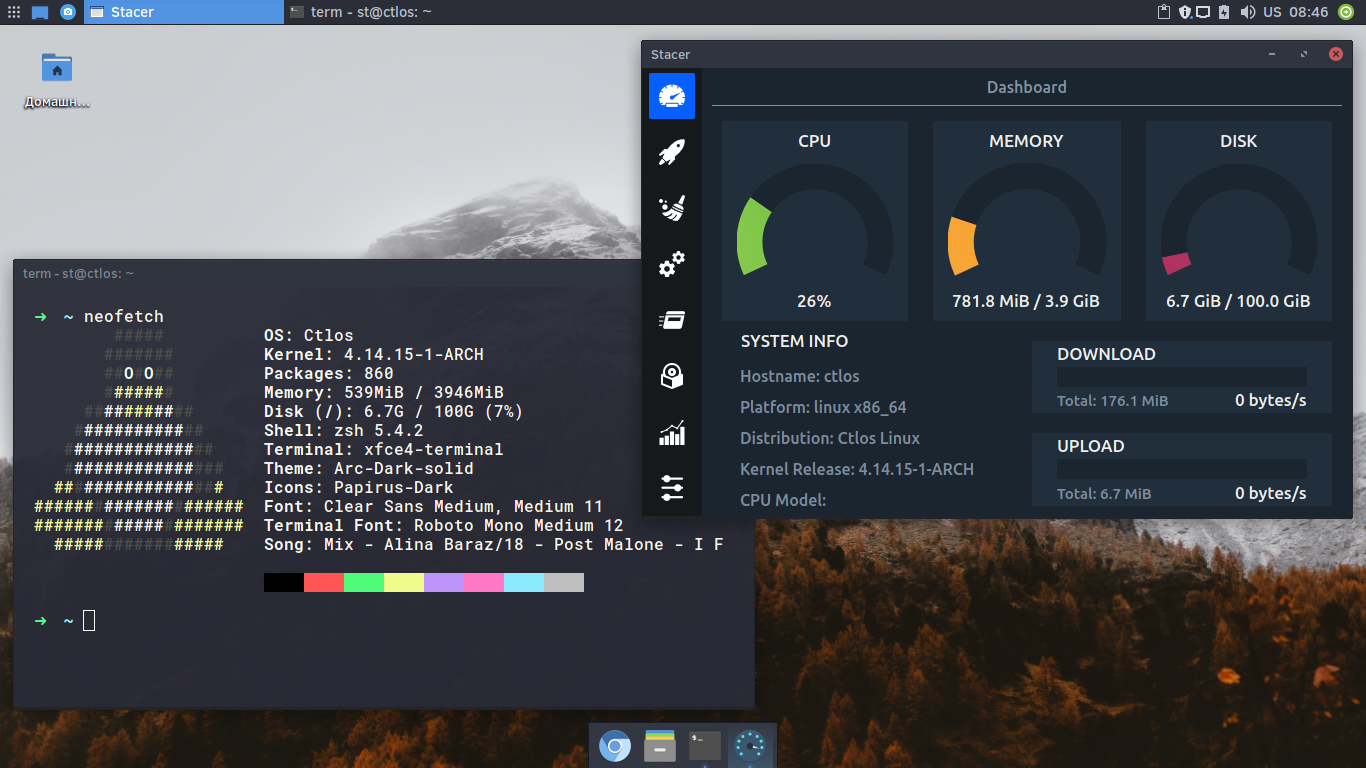 Stacer
term - st@ctlos: ~
US 08:46
Домашн...
term - st@ctlos: ~
➜ ~ neofetch
#####
#######
##O#O##
#######
###########
#############
###############
################
#################
#####################
#####################
#################
OS: Ctlos
Kernel: 4.14.15-1-ARCH
Packages: 860
Memory: 539MiB / 3946MiB
Disk (/): 6.7G / 100G (7%)
Shell: zsh 5.4.2
Terminal: xfce4-terminal
Theme: Arc-Dark-solid
Icons: Papirus-Dark
Font: Clear Sans Medium, Medium 11
Terminal Font: Roboto Mono Medium 12
Song: Mix - Alina Baraz/18 - Post Malone - I F
➜ ~
Stacer
Dashboard
CPU
26%
MEMORY
781.8 MiB / 3.9 GiB
DISK
6.7 GiB / 100.0 GiB
SYSTEM INFO
Hostname: ctlos
Platform: linux x86_64
Distribution: Ctlos Linux
Kernel Release: 4.14.15-1-ARCH
CPU Model:
DOWNLOAD
Total: 176.1 MiB
0 bytes/s
UPLOAD
Total: 6.7 MiB
0 bytes/s